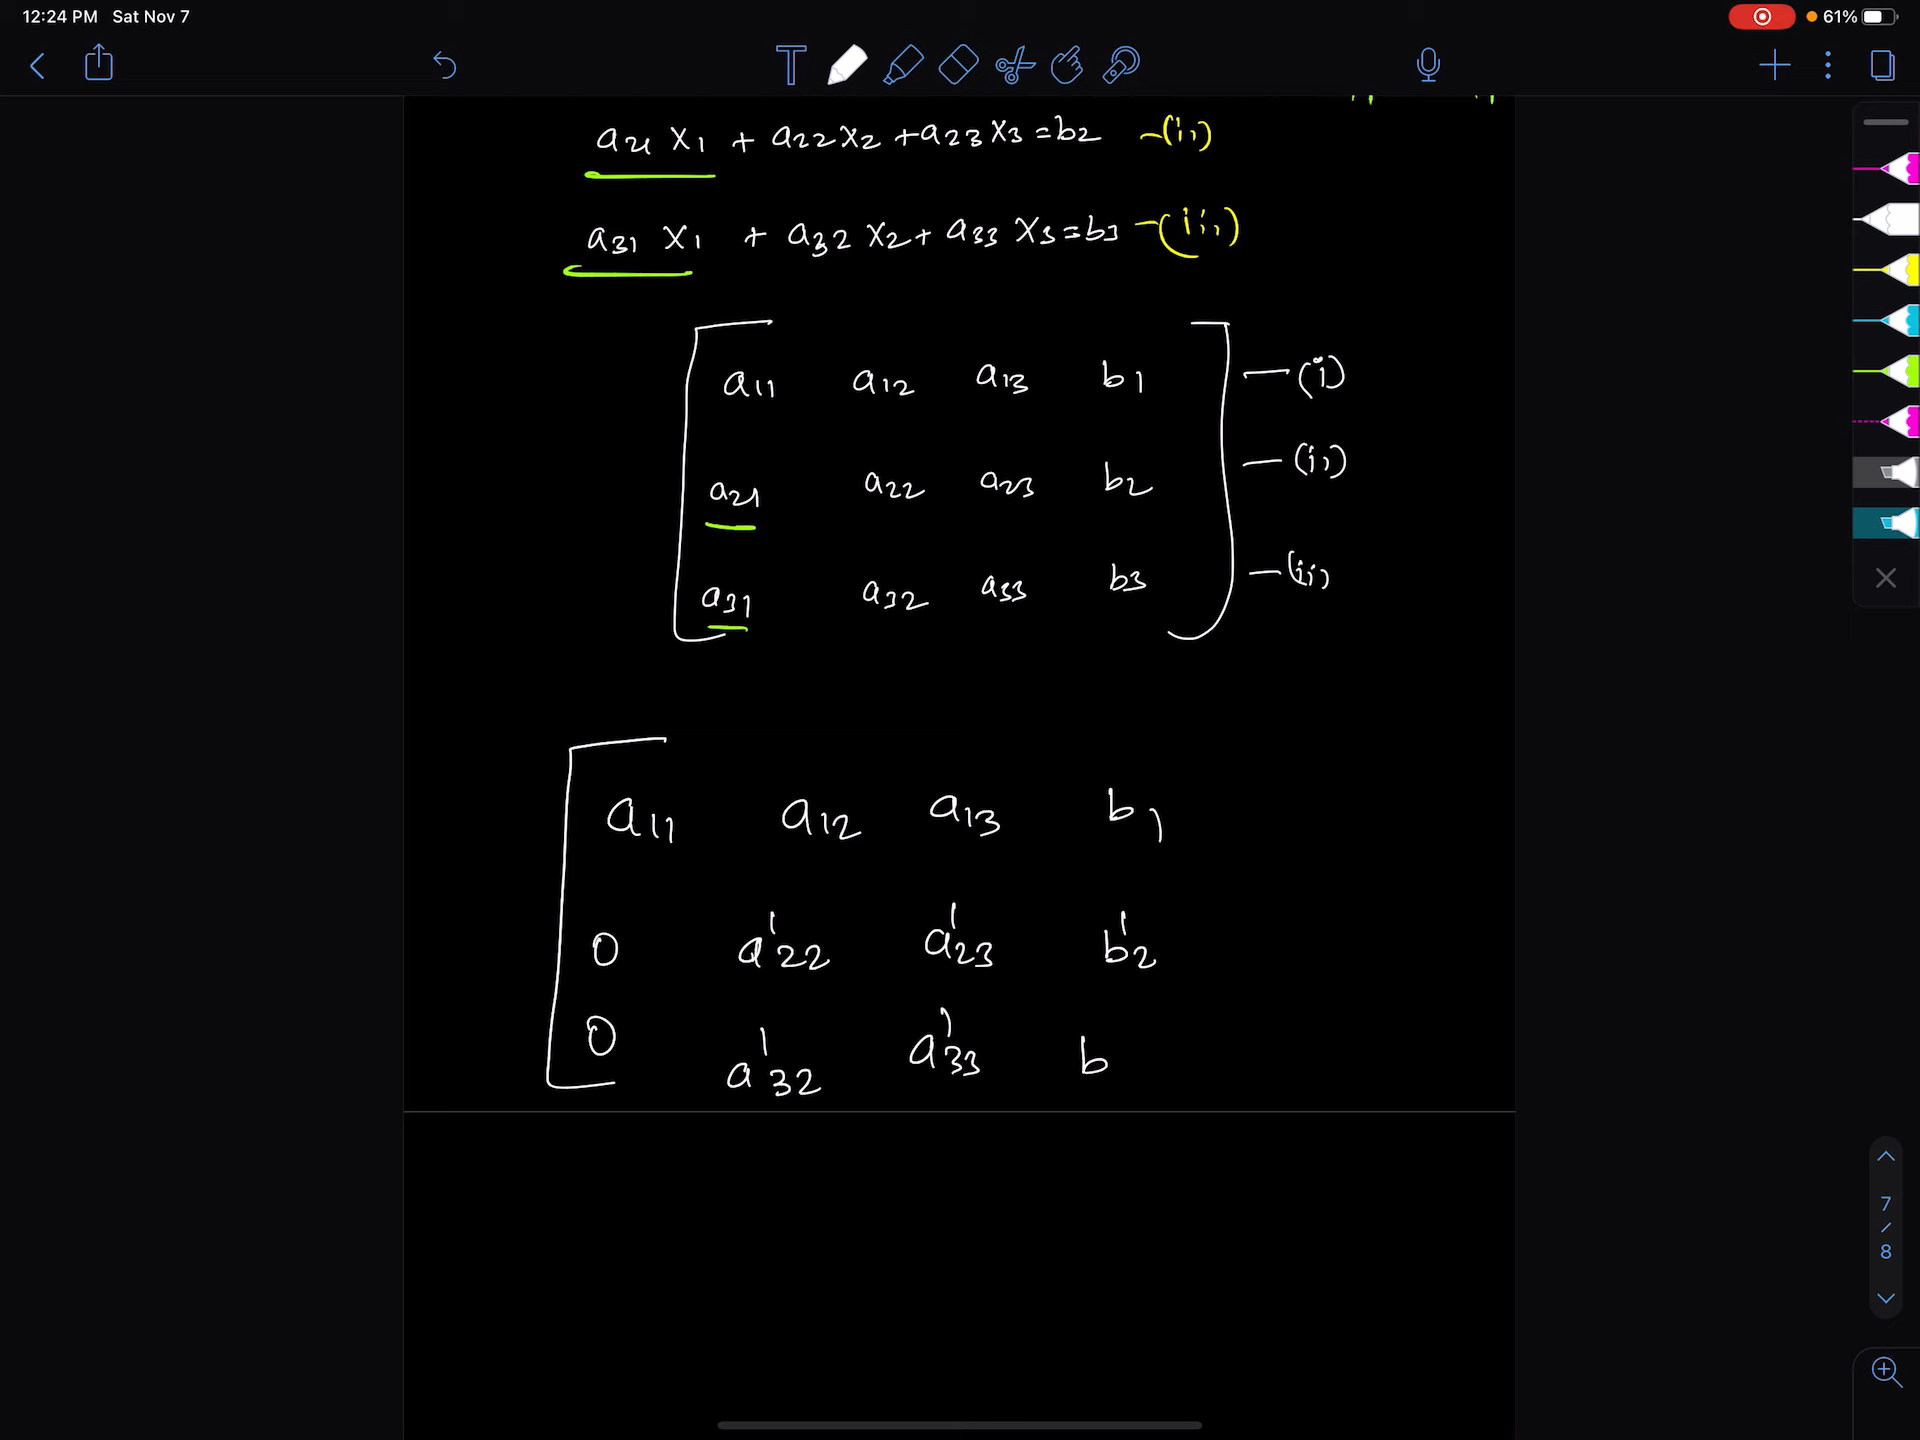 12:24 PM Sat Nov 7
61%
a21 x1 + a22x2 + a23 x3 = b2 -(ii)
a31 x1 + a32 x2 + a33 x3 = b3 -(iii)
a11 a12 a13 b1 —(i)
a21 a22 a23 b2 —(ii)
a31 a32 a33 b3 —(iii)
a11 a12 a13 b1
0 a'22 a'23 b'2
0 a'32 a'33 b
7
/
8